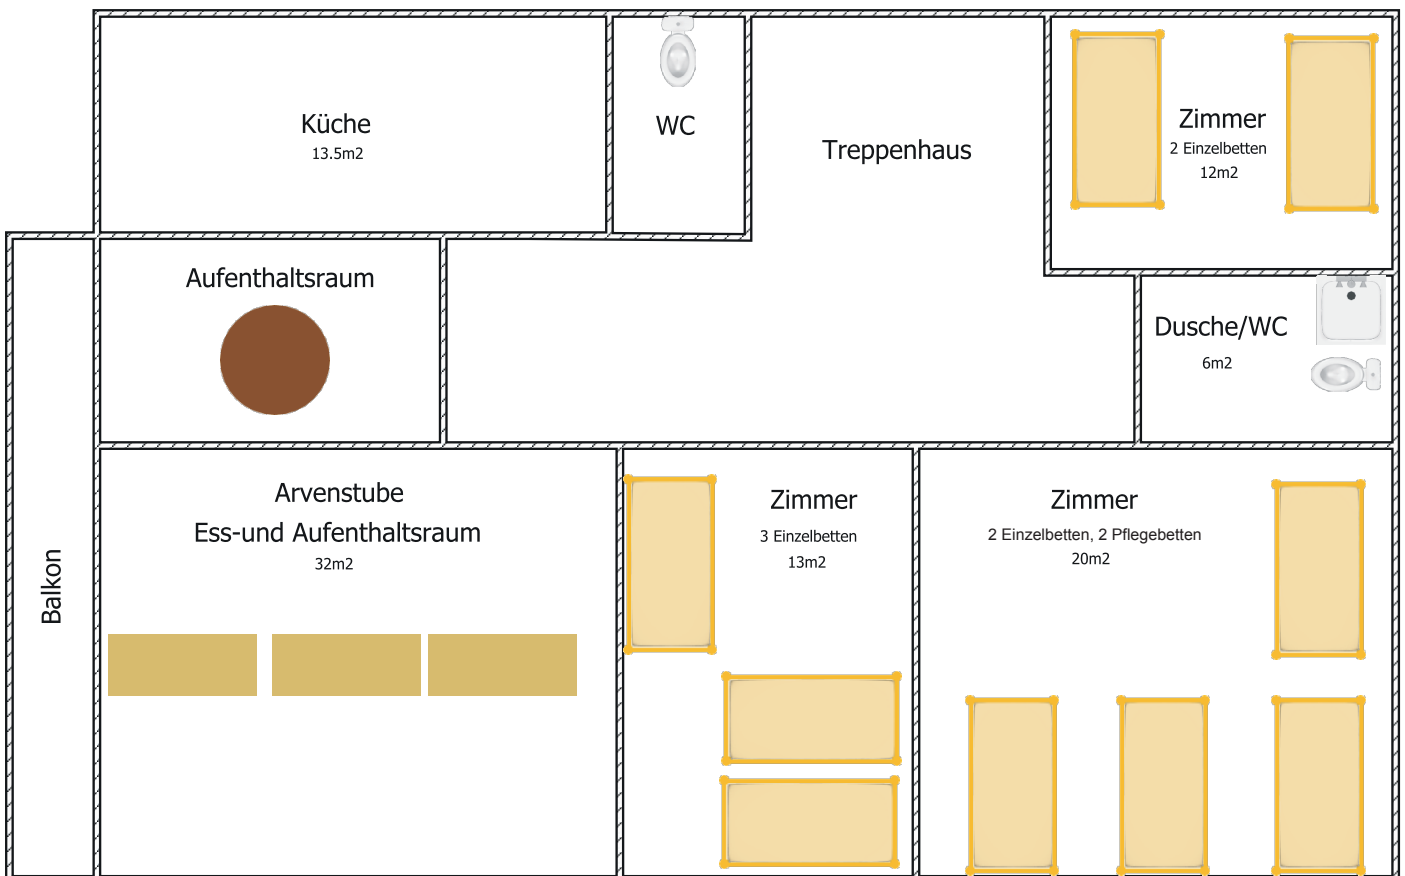 Küche
13.5m2
WC
Treppenhaus
Zimmer
2 Einzelbetten
12m2
Aufenthaltsraum
Dusche/WC
6m2
Balkon
Arvenstube
Ess-und Aufenthaltsraum
32m2
Zimmer
3 Einzelbetten
13m2
Zimmer
2 Einzelbetten, 2 Pflegebetten
20m2